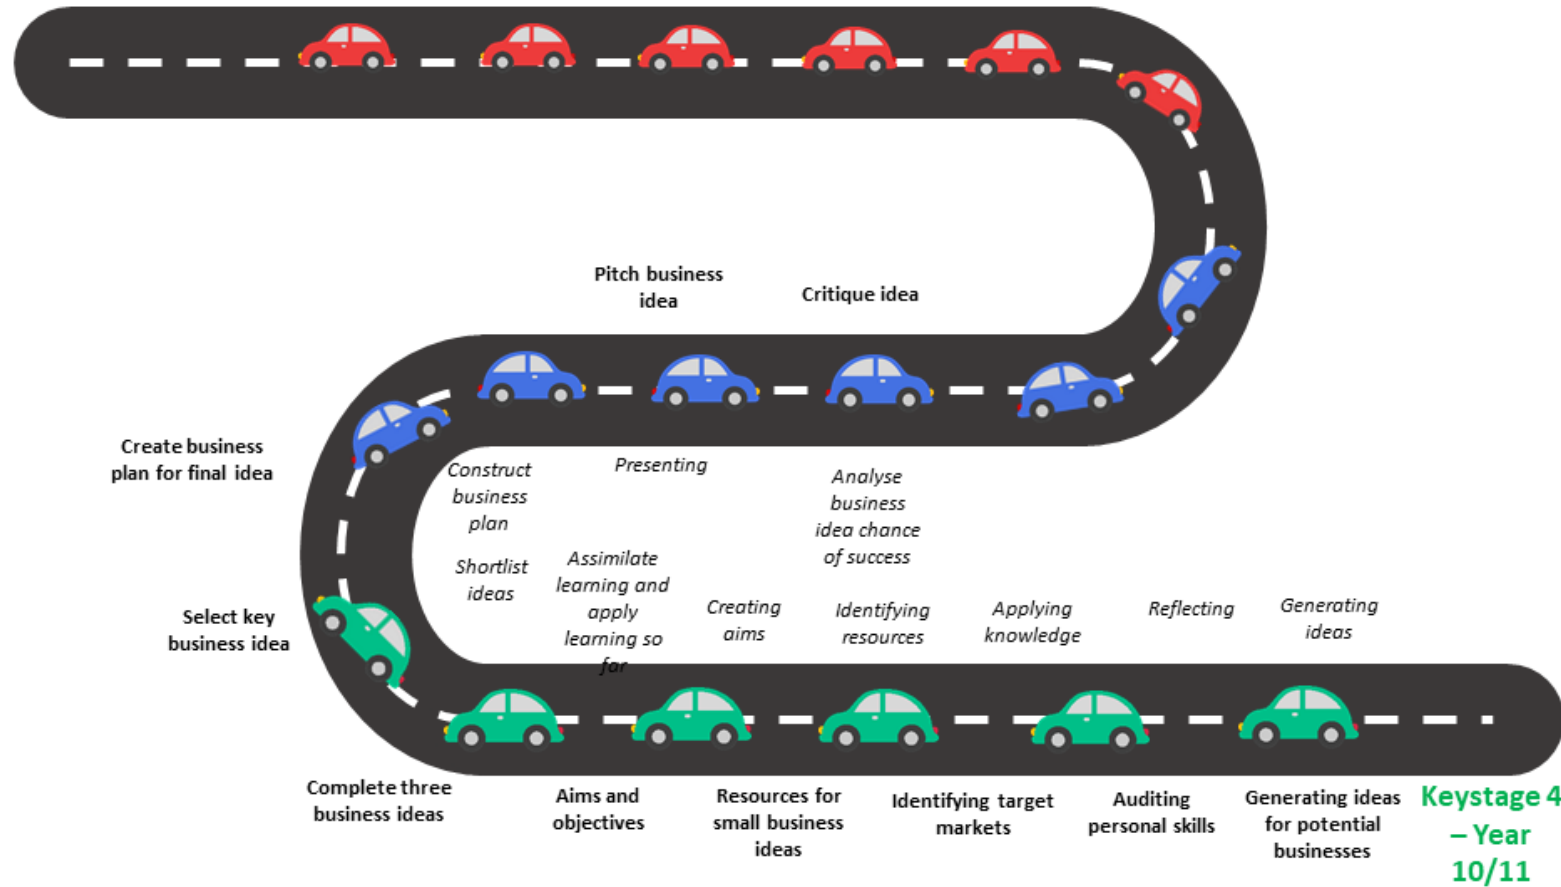 Pitch business
idea
Critique idea
Create business
plan for final idea
Construct
business
plan
Presenting
Analyse
business
idea chance
of success
Shortlist
ideas
Assimilate
learning and
apply
learning so
far
Creating
aims
Identifying
resources
Applying
knowledge
Reflecting
Generating
ideas
Select key
business idea
Complete three
business ideas
Aims and
objectives
Resources for
small business
ideas
Identifying target
markets
Auditing
personal skills
Generating ideas
for potential
businesses
Keystage 4
– Year
10/11